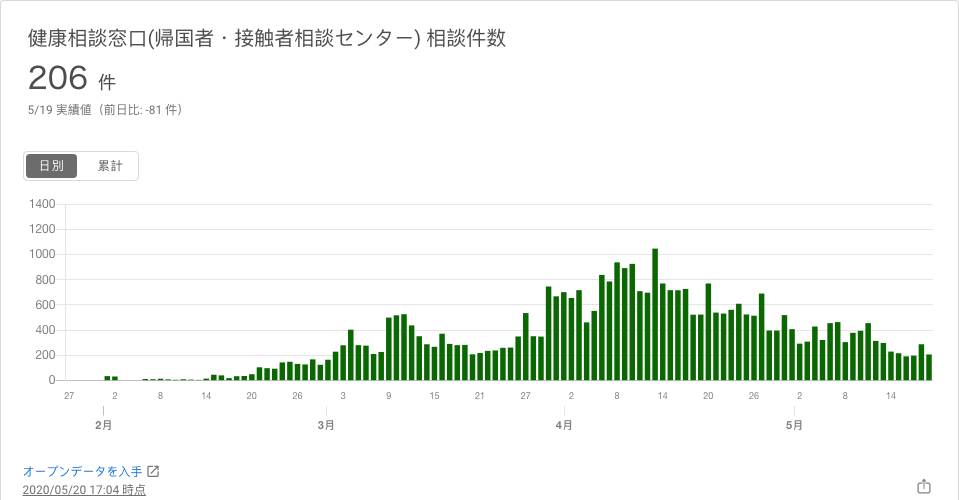 健康相談窓口(帰国者・接触者相談センター) 相談件数
206 件
5/19 実績値（前日比: -81 件）
日別 累計
1400
1200
1000
800
600
400
200
0
27 2 8 14 20 26 3 9 15 21 27 2 8 14 20 26 2 8 14
2月 3月 4月 5月
オープンデータを入手
2020/05/20 17:04 時点